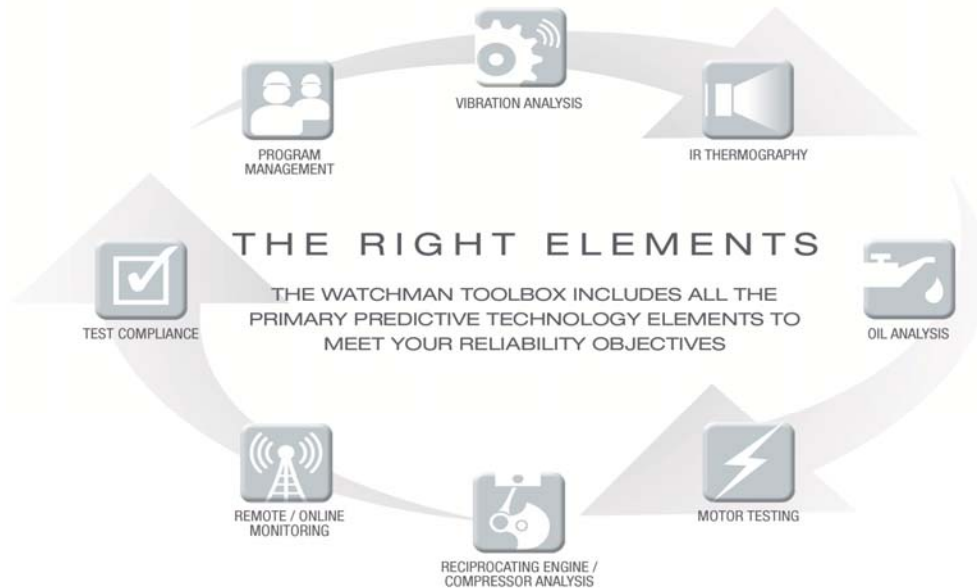 VIBRATION ANALYSIS
IR THERMOGRAPHY
PROGRAM
MANAGEMENT
THE RIGHT ELEMENTS
THE WATCHMAN TOOLBOX INCLUDES ALL THE
PRIMARY PREDICTIVE TECHNOLOGY ELEMENTS TO
MEET YOUR RELIABILITY OBJECTIVES
TEST COMPLIANCE
OIL ANALYSIS
REMOTE / ONLINE
MONITORING
MOTOR TESTING
RECIPROCATING ENGINE /
COMPRESSOR ANALYSIS